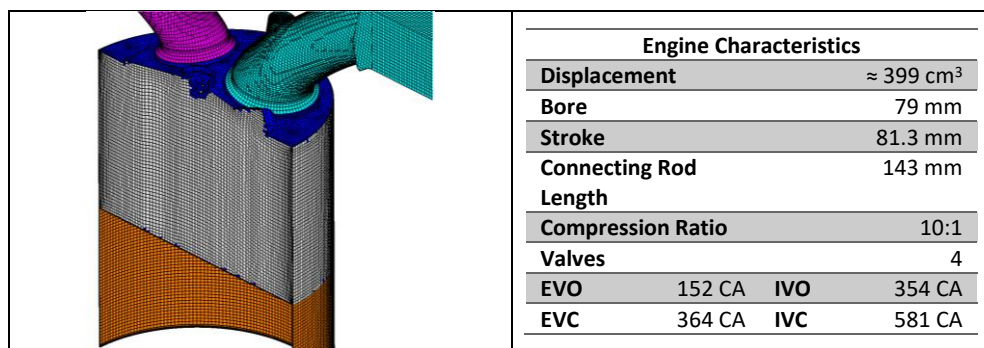 Engine Characteristics
Displacement ≈ 399 cm³
Bore 79 mm
Stroke 81.3 mm
Connecting Rod 143 mm
Length
Compression Ratio 10:1
Valves 4
EVO 152 CA IVO 354 CA
EVC 364 CA IVC 581 CA